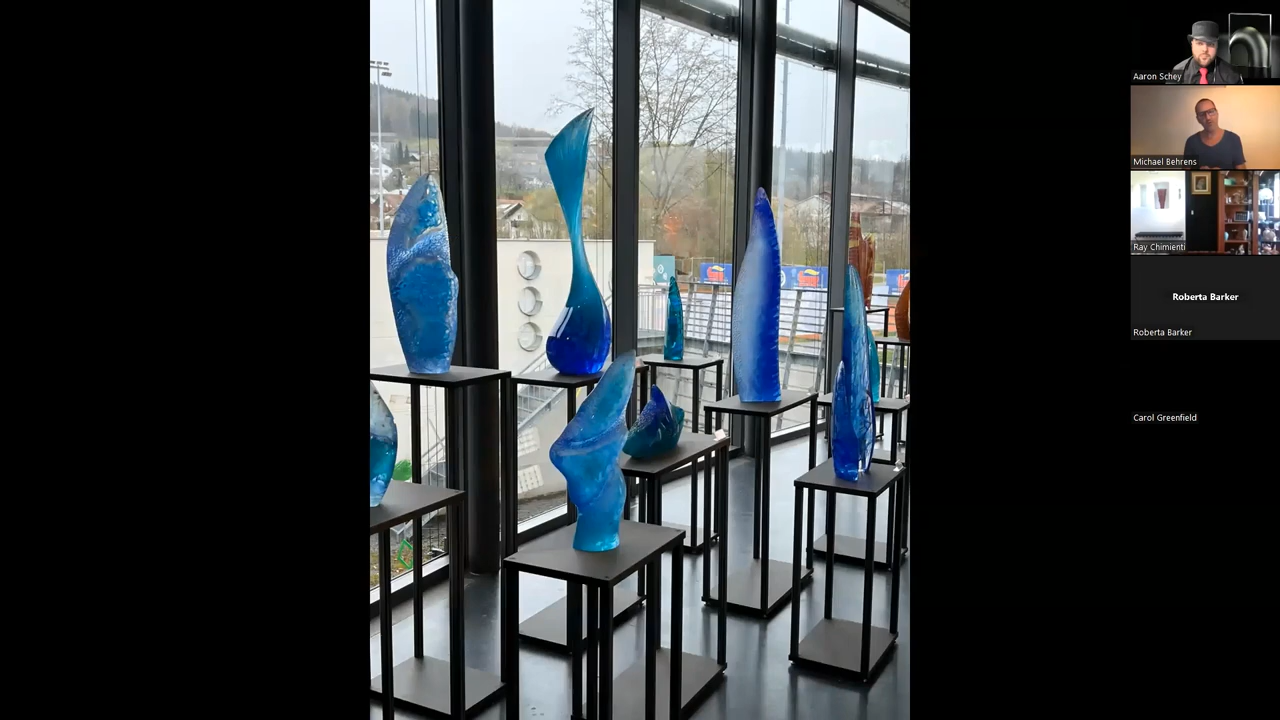 Aaron Schey
Michael Behrens
Ray Chimienti
Roberta Barker
Roberta Barker
Carol Greenfield